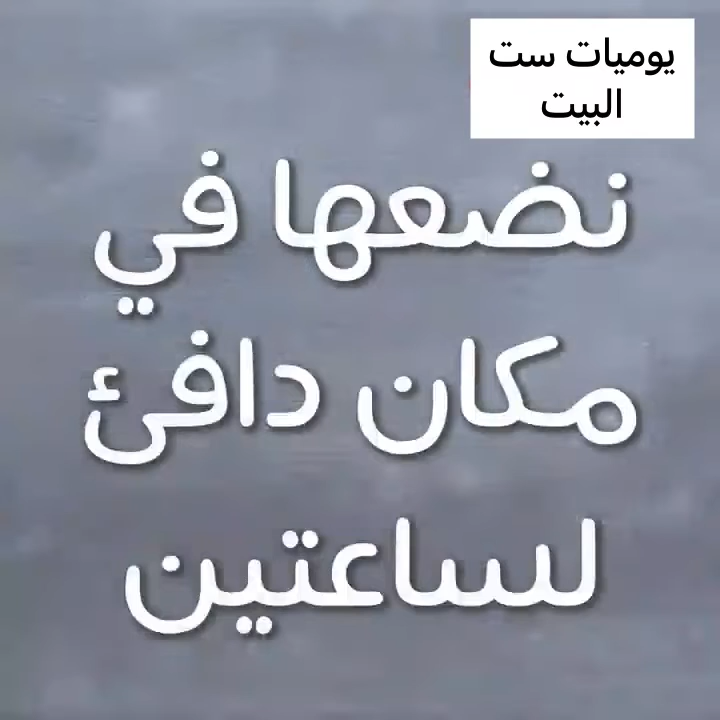 يوميات ست
البيت
نضعها في
مكان دافئ
لساعتين